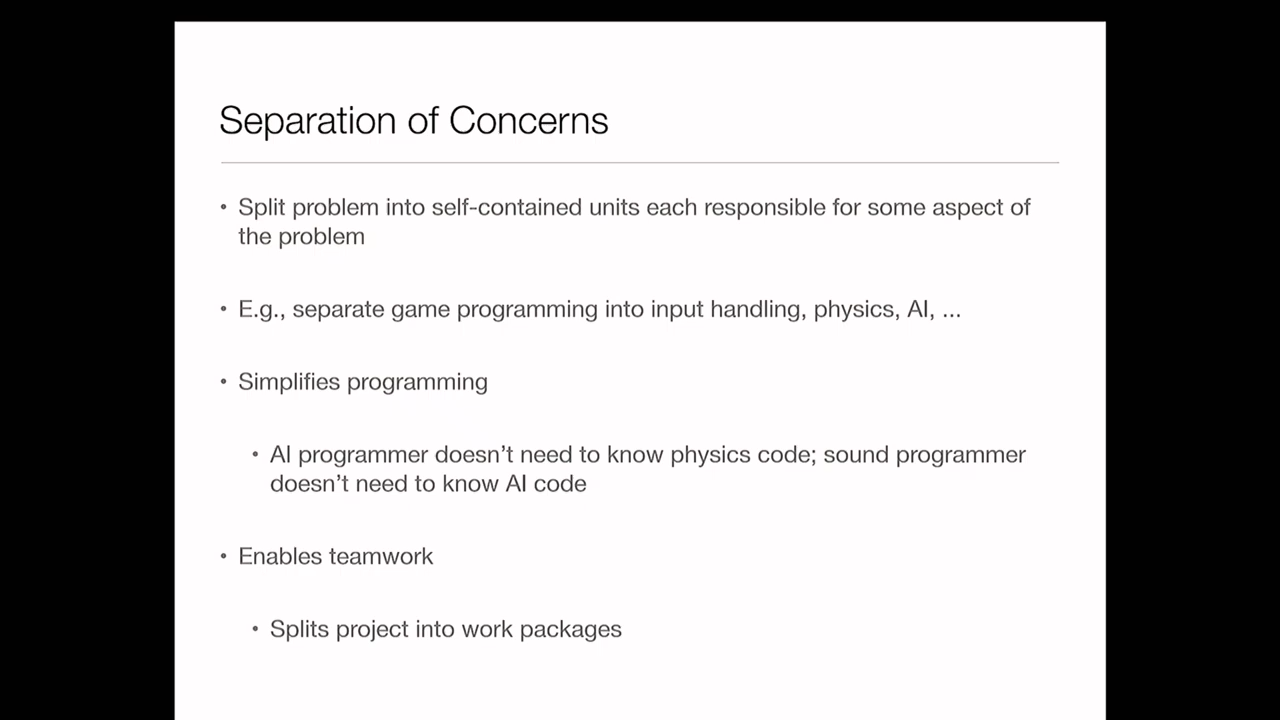 Separation of Concerns
• Split problem into self-contained units each responsible for some aspect of
the problem
• E.g., separate game programming into input handling, physics, AI, ...
• Simplifies programming
• AI programmer doesn’t need to know physics code; sound programmer
doesn’t need to know AI code
• Enables teamwork
• Splits project into work packages